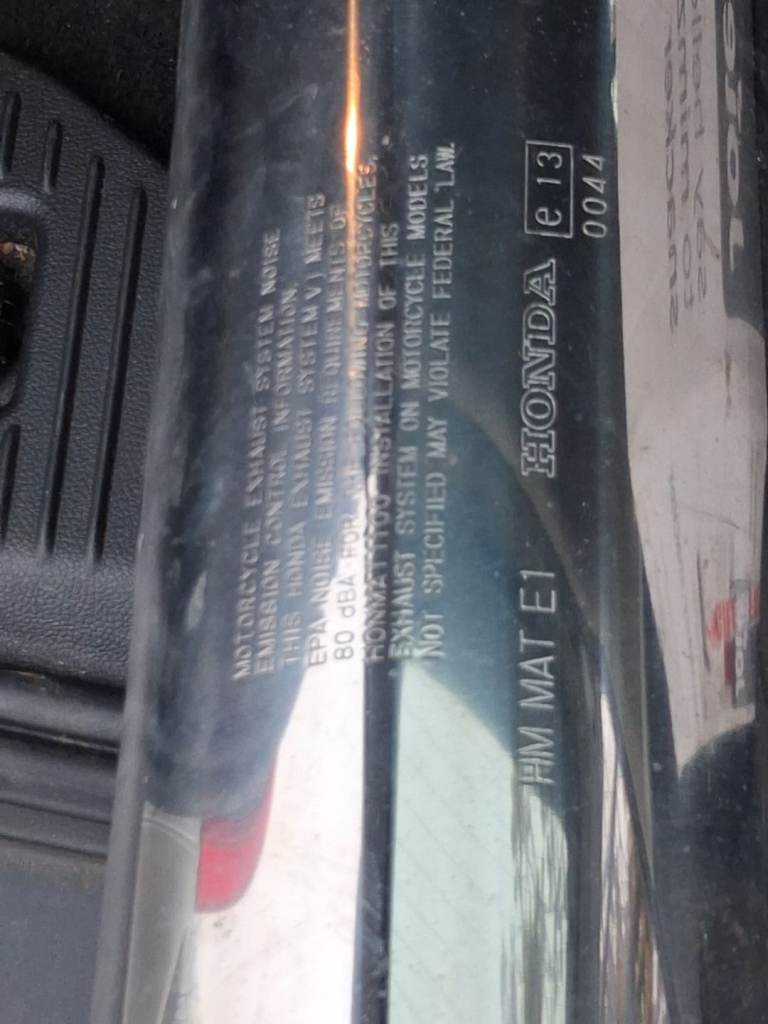 MOTORCYCLE EXHAUST SYSTEM NOISE
EMISSION CONTROL INFORMATION.
THIS HONDA EXHAUST SYSTEM MEETS
EPA NOISE EMISSION REQUIREMENTS OF
80 dBA FOR FOLLOWING MOTORCYCLES,
INSTALLATION OF THIS
EXHAUST SYSTEM ON MOTORCYCLE MODELS
NOT SPECIFIED MAY VIOLATE FEDERAL LAW.
HM MAT E1 HONDA e 13
0044